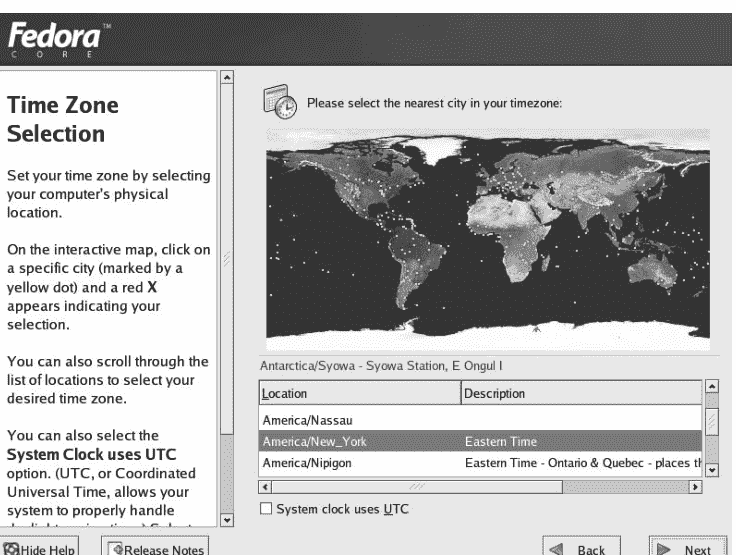 Fedora™
CORE
Time Zone
Selection
Set your time zone by selecting
your computer's physical
location.
On the interactive map, click on
a specific city (marked by a
yellow dot) and a red X
appears indicating your
selection.
You can also scroll through the
list of locations to select your
desired time zone.
You can also select the
System Clock uses UTC
option. (UTC, or Coordinated
Universal Time, allows your
system to properly handle
Please select the nearest city in your timezone:
Antarctica/Syowa - Syowa Station, E Ongul I
Location Description
America/Nassau
America/New_York Eastern Time
America/Nipigon Eastern Time - Ontario & Quebec - places th
System clock uses UTC
Hide Help Release Notes Back Next